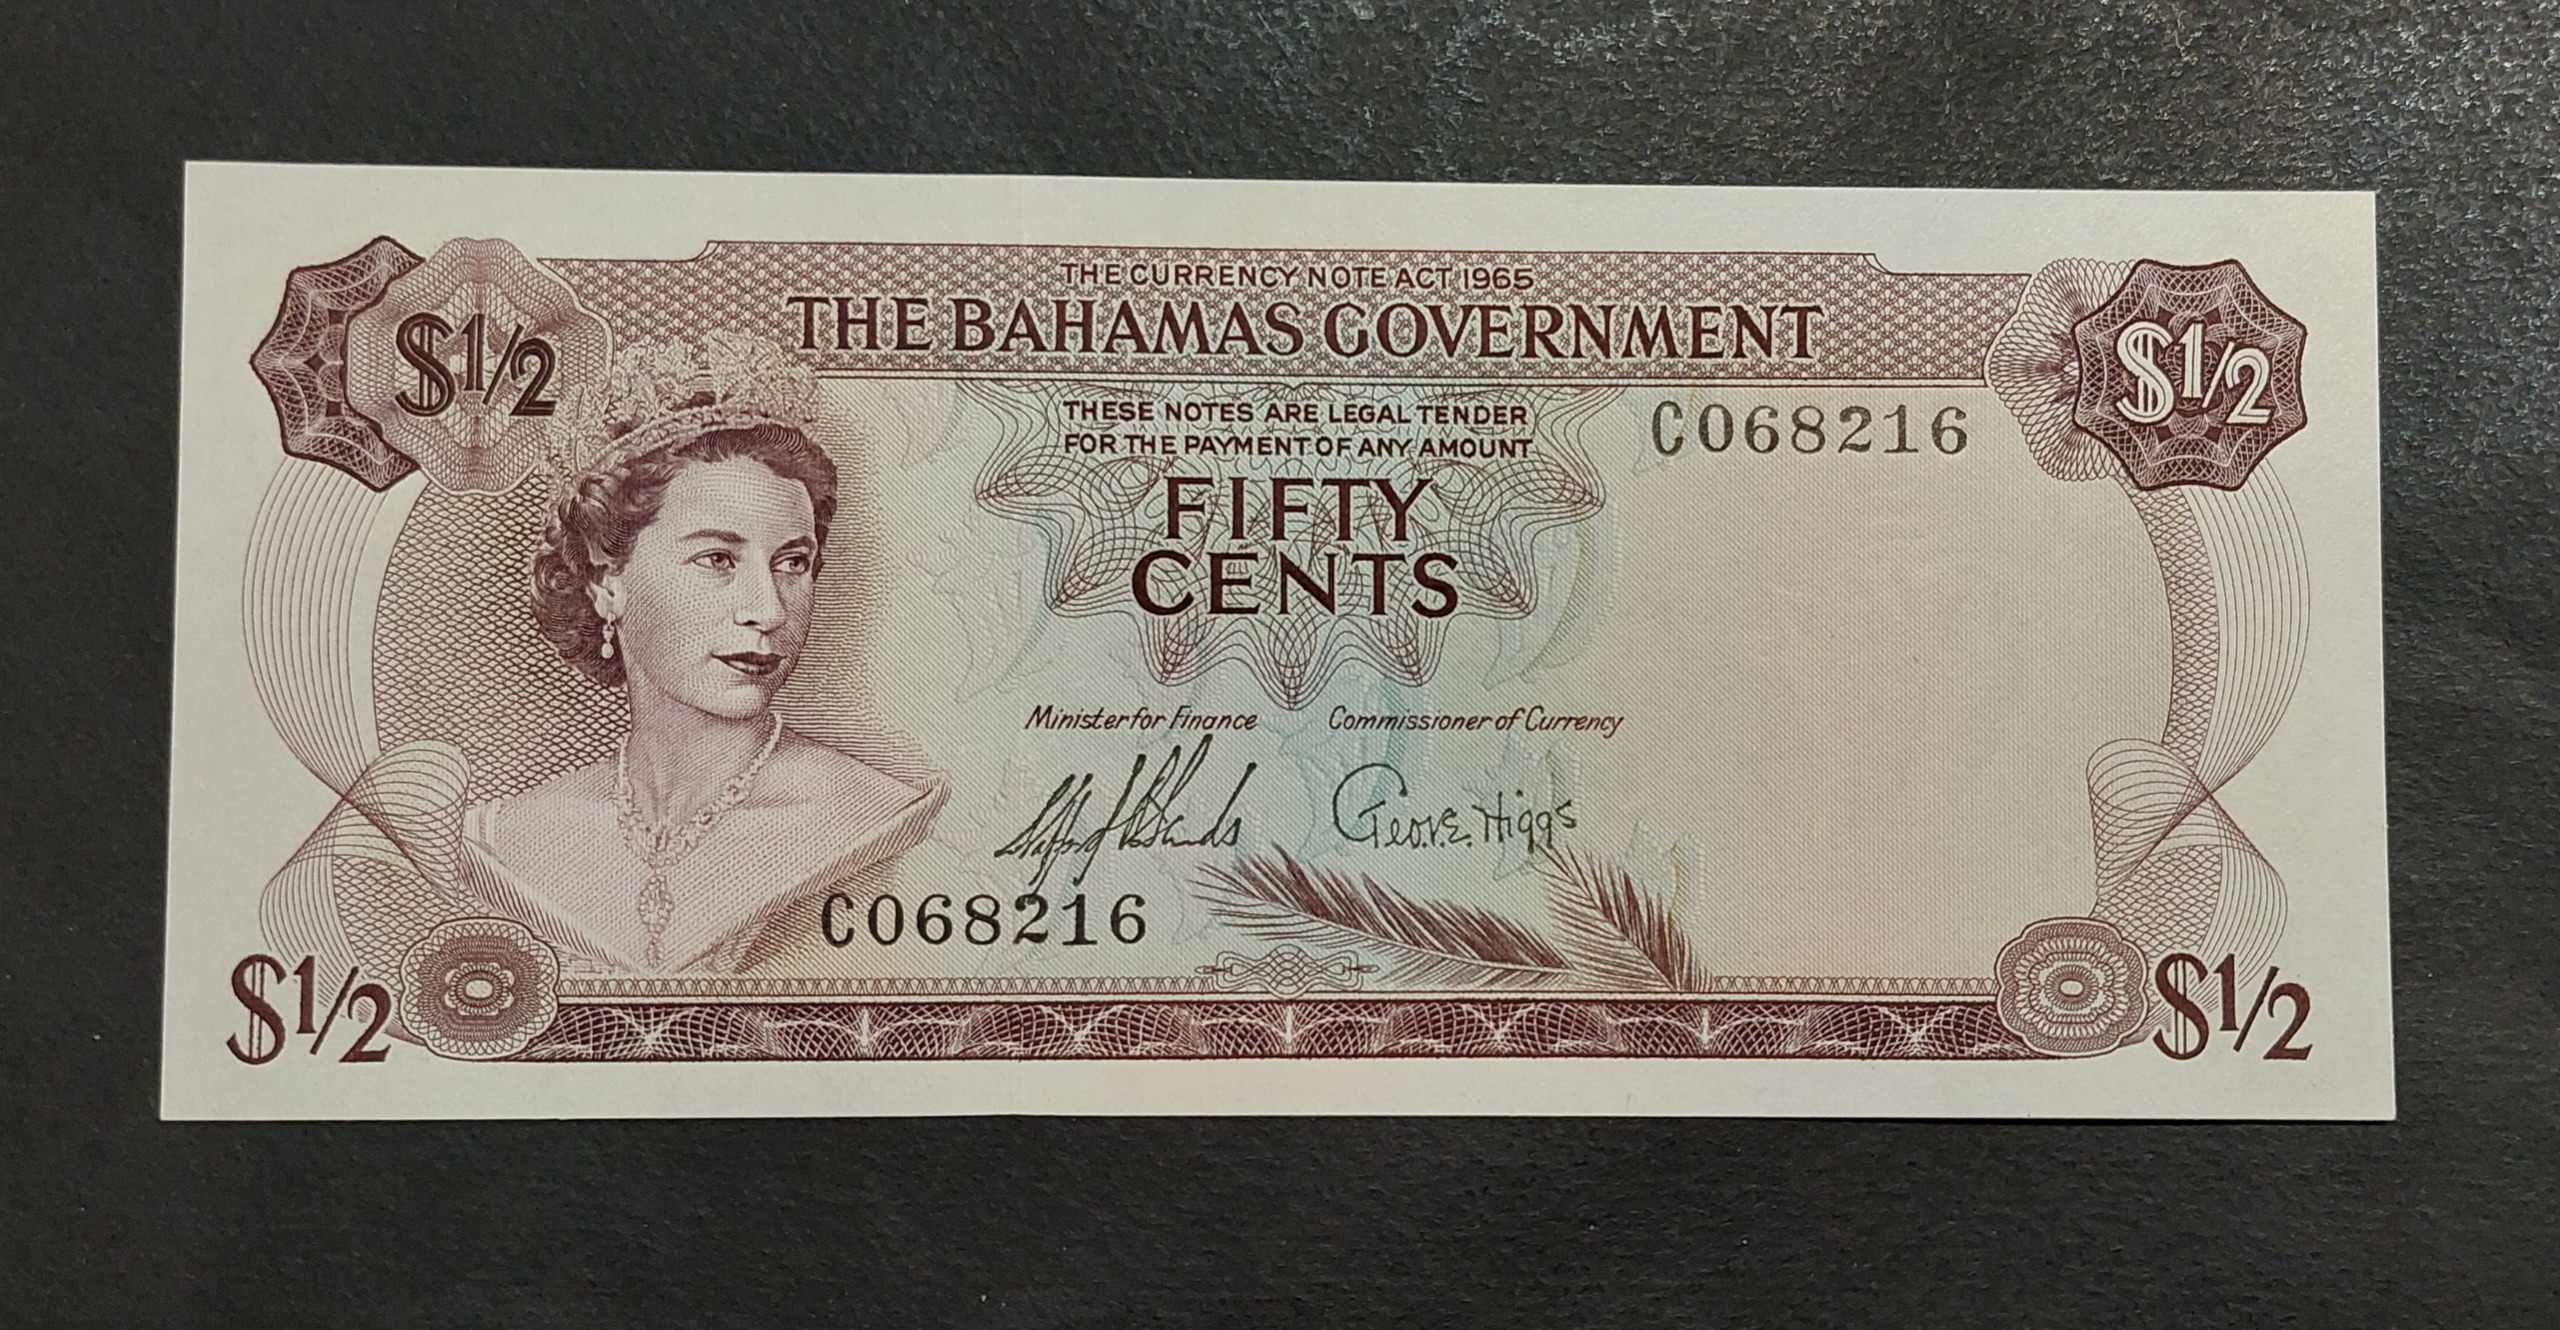 THE CURRENCY NOTE ACT 1965
THE BAHAMAS GOVERNMENT
$1/2
$1/2
THESE NOTES ARE LEGAL TENDER
FOR THE PAYMENT OF ANY AMOUNT
C068216
FIFTY
CENTS
Minister for Finance
Commissioner of Currency
Geo.P.E. Higgs
C068216
$1/2
$1/2